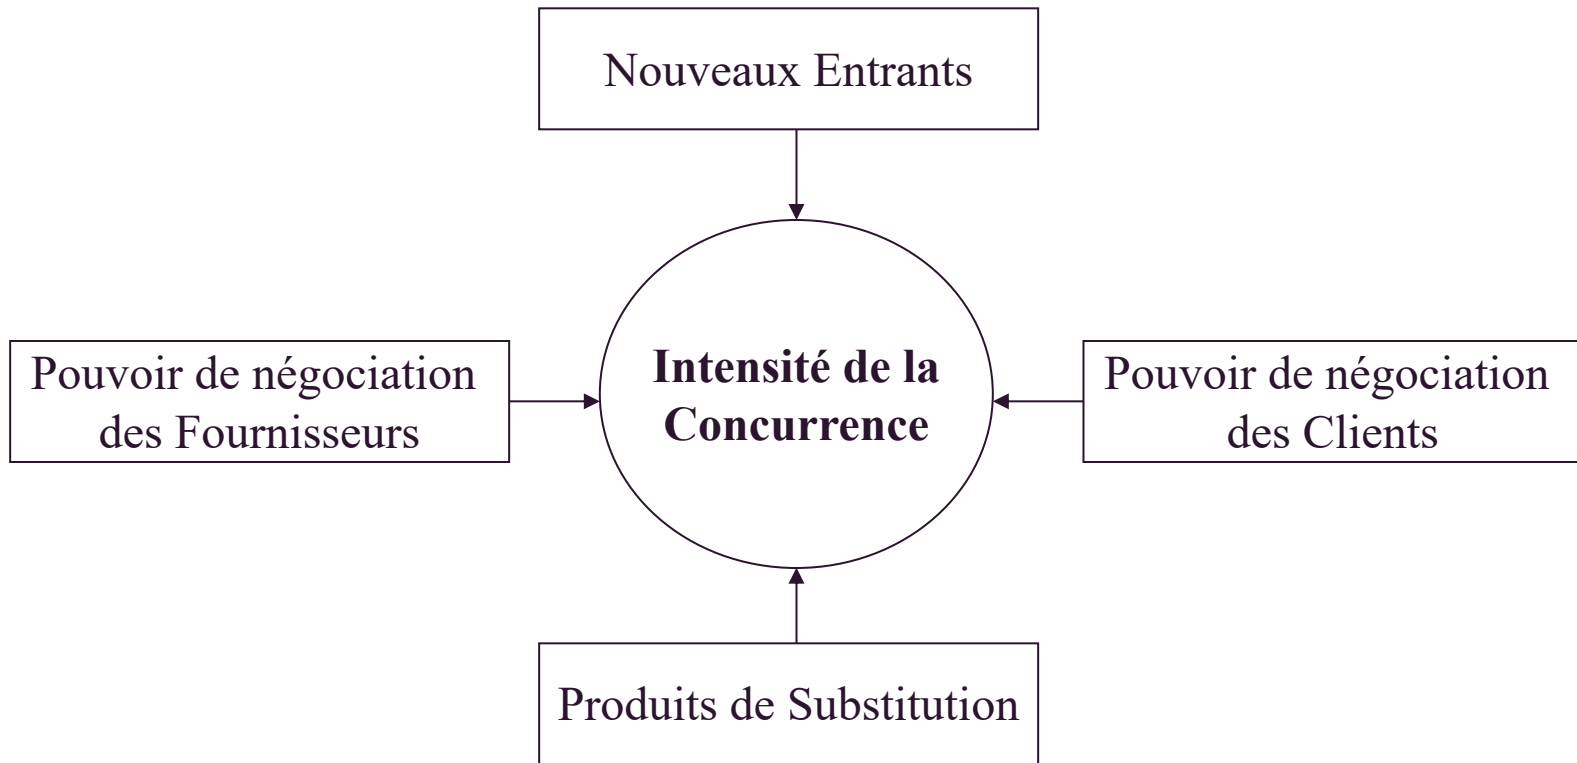 Nouveaux Entrants
Pouvoir de négociation
des Fournisseurs
Intensité de la
Concurrence
Pouvoir de négociation
des Clients
Produits de Substitution